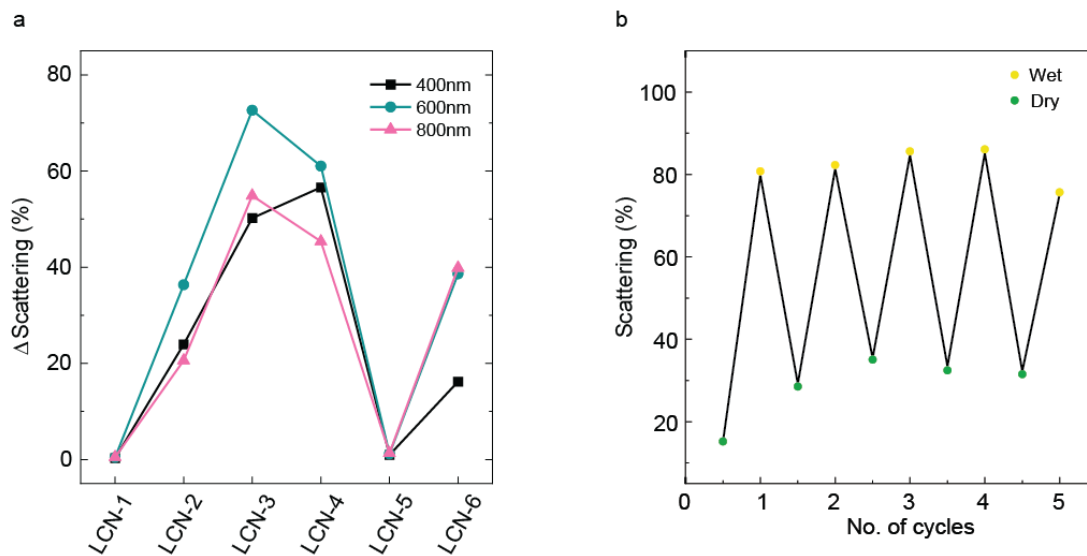 a
80
60
40
20
0
ΔScattering (%)
400nm
600nm
800nm
LCN-1
LCN-2
LCN-3
LCN-4
LCN-5
LCN-6
b
100
80
60
40
20
Scattering (%)
Wet
Dry
0 1 2 3 4 5
No. of cycles